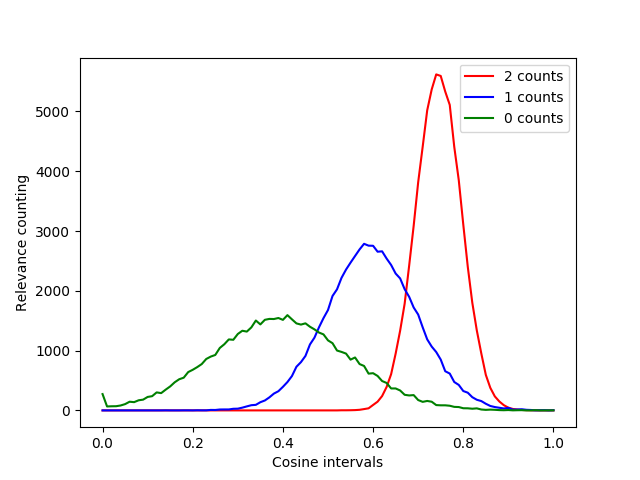 2 counts
1 counts
0 counts
5000
4000
3000
2000
1000
0
Relevance counting
0.0 0.2 0.4 0.6 0.8 1.0
Cosine intervals